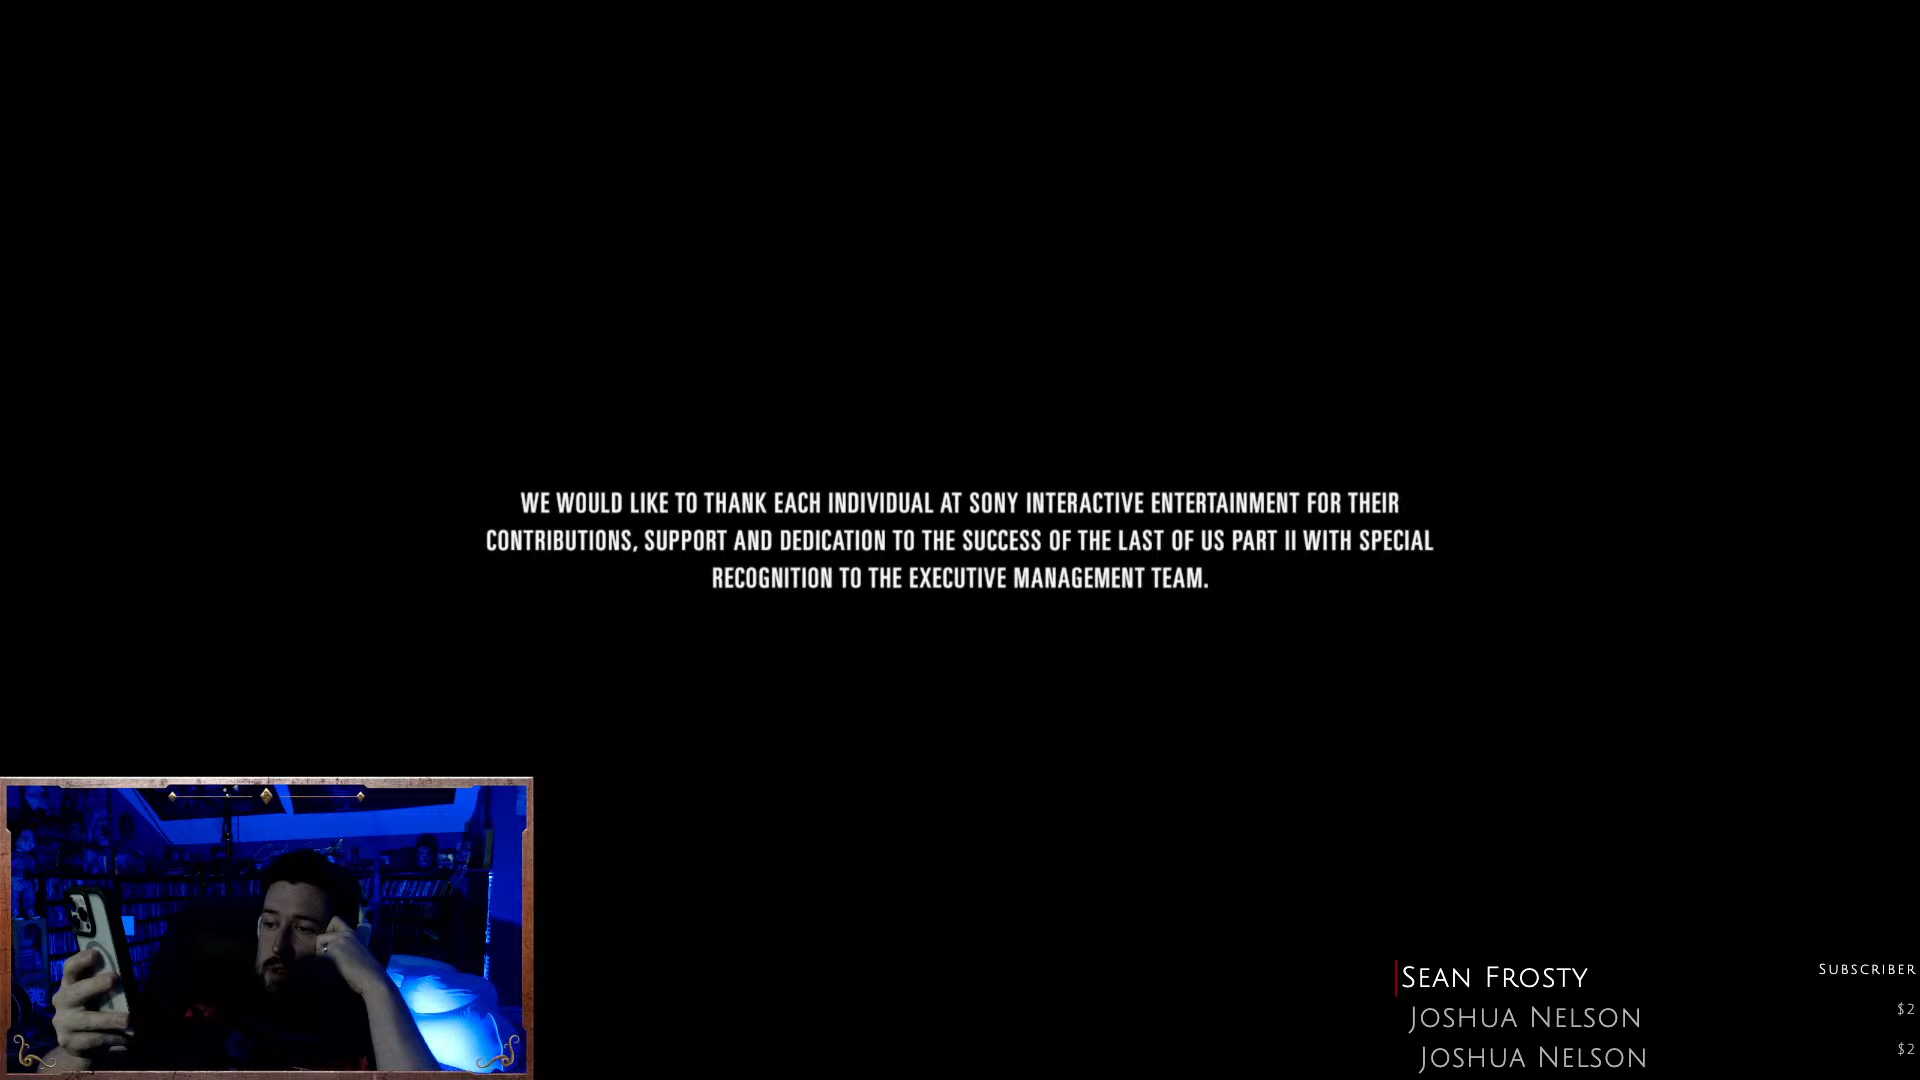 WE WOULD LIKE TO THANK EACH INDIVIDUAL AT SONY INTERACTIVE ENTERTAINMENT FOR THEIR
CONTRIBUTIONS, SUPPORT AND DEDICATION TO THE SUCCESS OF THE LAST OF US PART II WITH SPECIAL
RECOGNITION TO THE EXECUTIVE MANAGEMENT TEAM.
SEAN FROSTY SUBSCRIBER
JOSHUA NELSON $2
JOSHUA NELSON $2